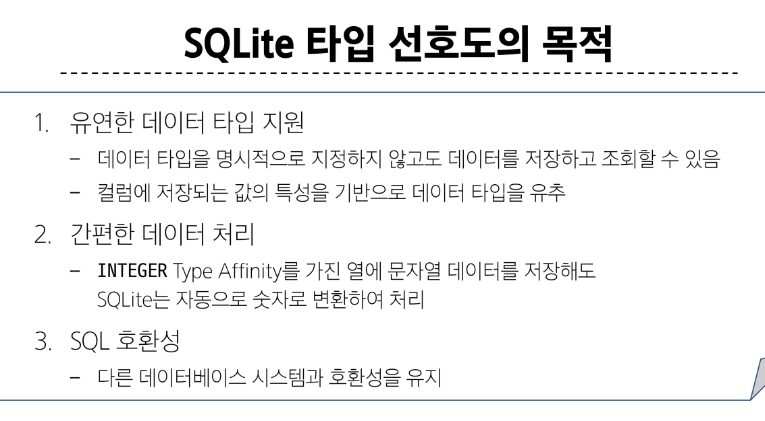 SQLite 타입 선호도의 목적
1. 유연한 데이터 타입 지원
– 데이터 타입을 명시적으로 지정하지 않고도 데이터를 저장하고 조회할 수 있음
– 컬럼에 저장되는 값의 특성을 기반으로 데이터 타입을 유추
2. 간편한 데이터 처리
– INTEGER Type Affinity를 가진 열에 문자열 데이터를 저장해도
SQLite는 자동으로 숫자로 변환하여 처리
3. SQL 호환성
– 다른 데이터베이스 시스템과 호환성을 유지